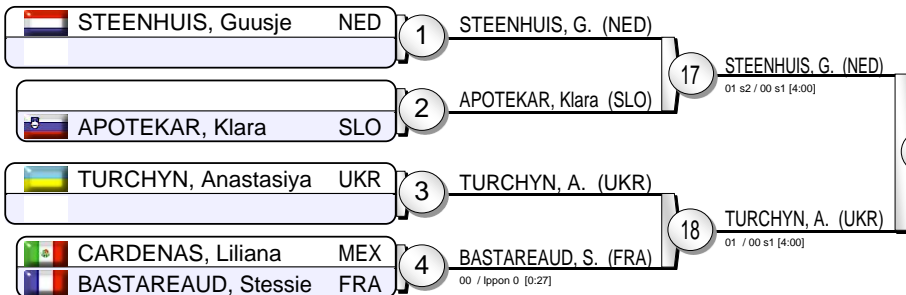 STEENHUIS, Guusje NED
1
STEENHUIS, G. (NED)
17
STEENHUIS, G. (NED)
01 s2 / 00 s1 [4:00]
APOTEKAR, Klara SLO
2
APOTEKAR, Klara (SLO)
TURCHYN, Anastasiya UKR
3
TURCHYN, A. (UKR)
18
TURCHYN, A. (UKR)
01 / 00 s1 [4:00]
CARDENAS, Liliana MEX
BASTAREAUD, Stessie FRA
4
BASTAREAUD, S. (FRA)
00 / Ippon 0 [0:27]